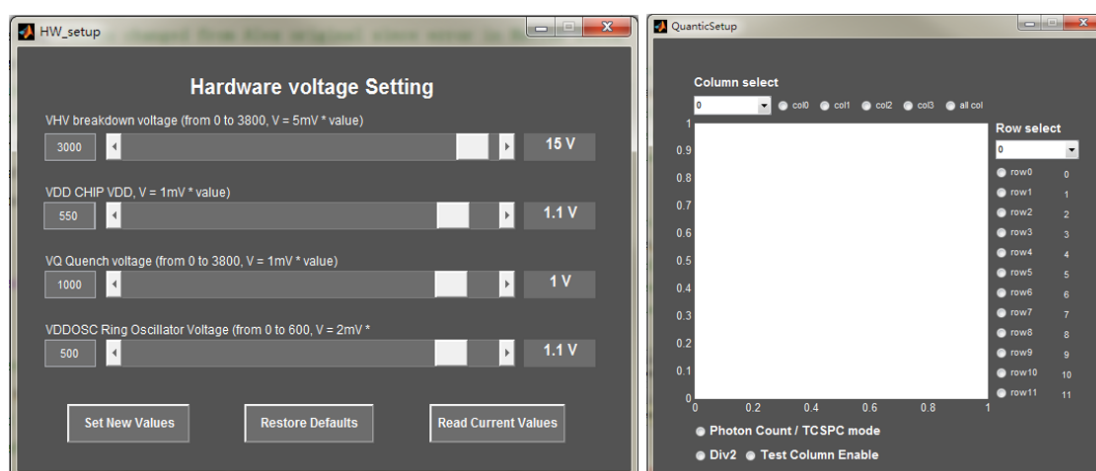 HW_setup
Hardware voltage Setting
VHV breakdown voltage (from 0 to 3800, V = 5mV * value)
3000 15 V
VDD CHIP VDD, V = 1mV * value)
550 1.1 V
VQ Quench voltage (from 0 to 3800, V = 1mV * value)
1000 1 V
VDDOSC Ring Oscillator Voltage (from 0 to 600, V = 2mV *
500 1.1 V
Set New Values Restore Defaults Read Current Values
QuanticSetup
Column select
0 col0 col1 col2 col3 all col
Row select
0
row0 0
row1 1
row2 2
row3 3
row4 4
row5 5
row6 6
row7 7
row8 8
row9 9
row10 10
row11 11
1
0.9
0.8
0.7
0.6
0.5
0.4
0.3
0.2
0.1
0
0 0.2 0.4 0.6 0.8 1
Photon Count / TCSPC mode
Div2 Test Column Enable